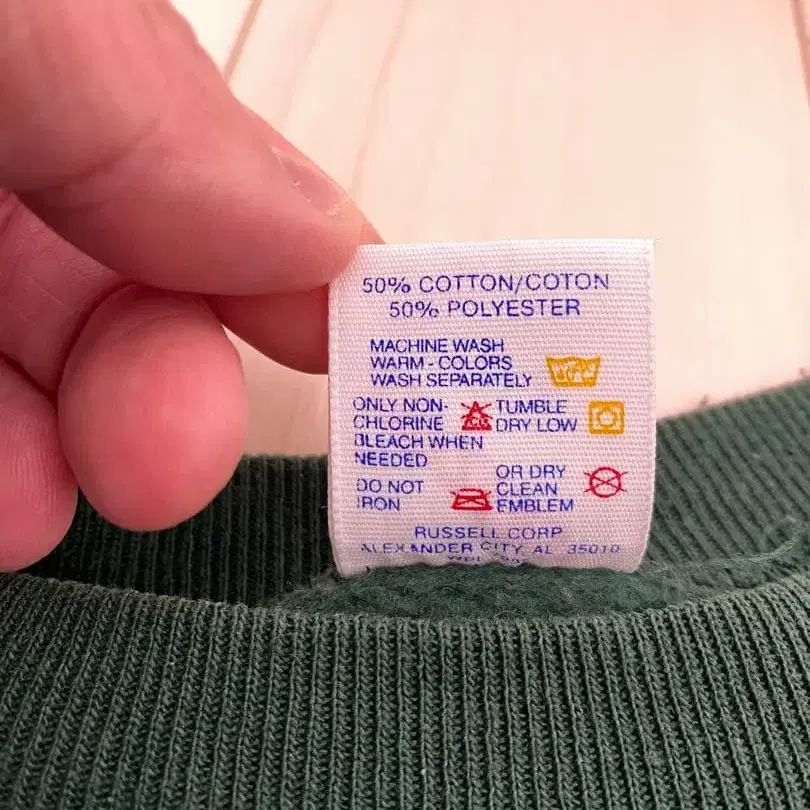 50% COTTON/COTON
50% POLYESTER
MACHINE WASH
WARM - COLORS
WASH SEPARATELY
ONLY NON-
CHLORINE
BLEACH WHEN
NEEDED
TUMBLE
DRY LOW
DO NOT
IRON
OR DRY
CLEAN
EMBLEM
RUSSELL CORP
ALEXANDER CITY, AL 35010